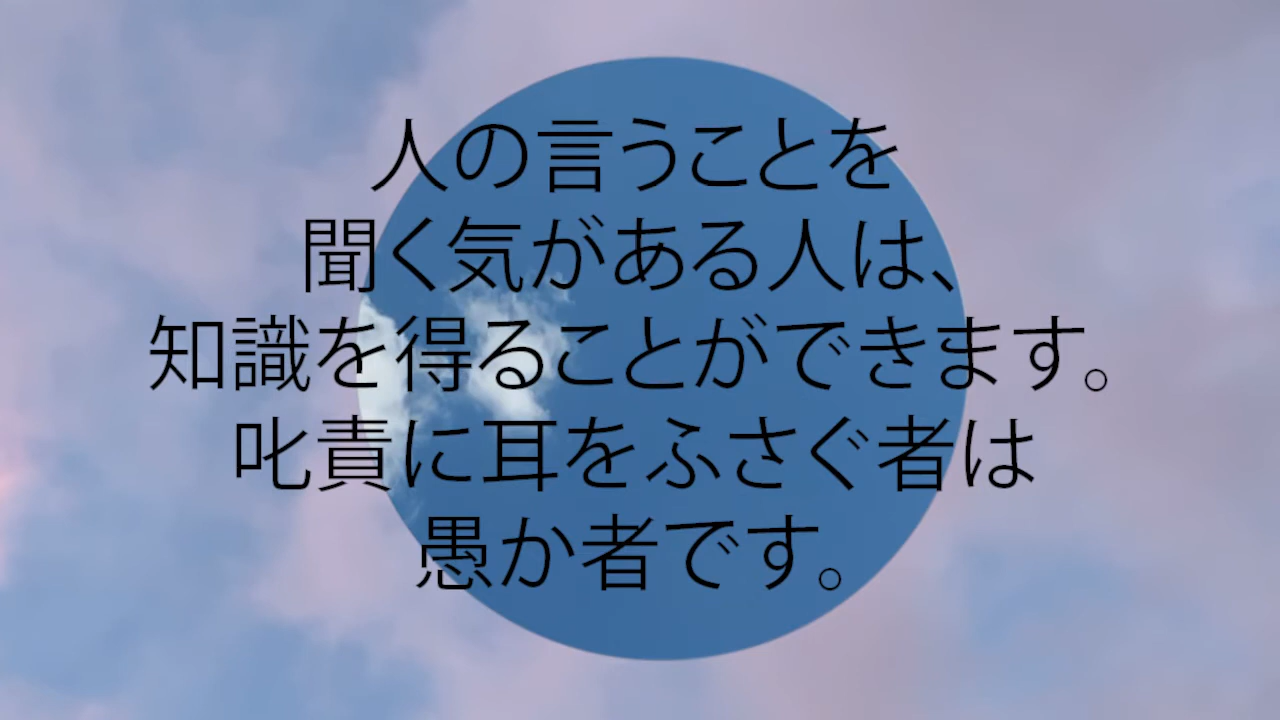 人の言うことを
聞く気がある人は、
知識を得ることができます。
叱責に耳をふさぐ者は
愚か者です。